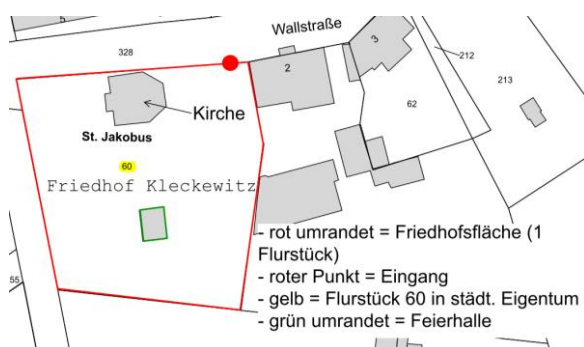 5
Wallstraße
328
3
2
212
213
62
Kirche
St. Jakobus
60
Friedhof Kleckewitz
- rot umrandet = Friedhofsfläche (1
Flurstück)
- roter Punkt = Eingang
- gelb = Flurstück 60 in städt. Eigentum
- grün umrandet = Feierhalle
55